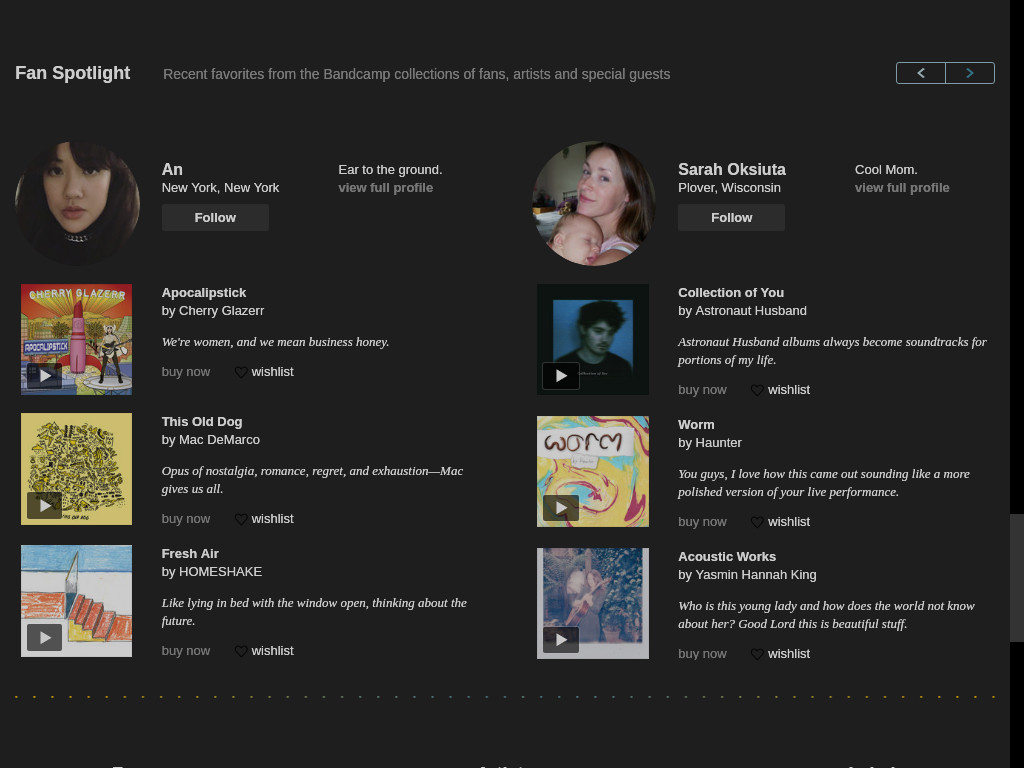 Fan Spotlight
Recent favorites from the Bandcamp collections of fans, artists and special guests
An
New York, New York
Follow
Ear to the ground.
view full profile
CHERRY GLAZERR
APOCALIPSTICK
Apocalipstick
by Cherry Glazerr
We're women, and we mean business honey.
buy now wishlist
This Old Dog
by Mac DeMarco
Opus of nostalgia, romance, regret, and exhaustion—Mac
gives us all.
buy now wishlist
Fresh Air
by HOMESHAKE
Like lying in bed with the window open, thinking about the
future.
buy now wishlist
Sarah Oksiuta
Plover, Wisconsin
Follow
Cool Mom.
view full profile
Collection of You
by Astronaut Husband
Astronaut Husband albums always become soundtracks for
portions of my life.
buy now wishlist
worm
Worm
by Haunter
You guys, I love how this came out sounding like a more
polished version of your live performance.
buy now wishlist
Acoustic Works
by Yasmin Hannah King
Who is this young lady and how does the world not know
about her? Good Lord this is beautiful stuff.
buy now wishlist